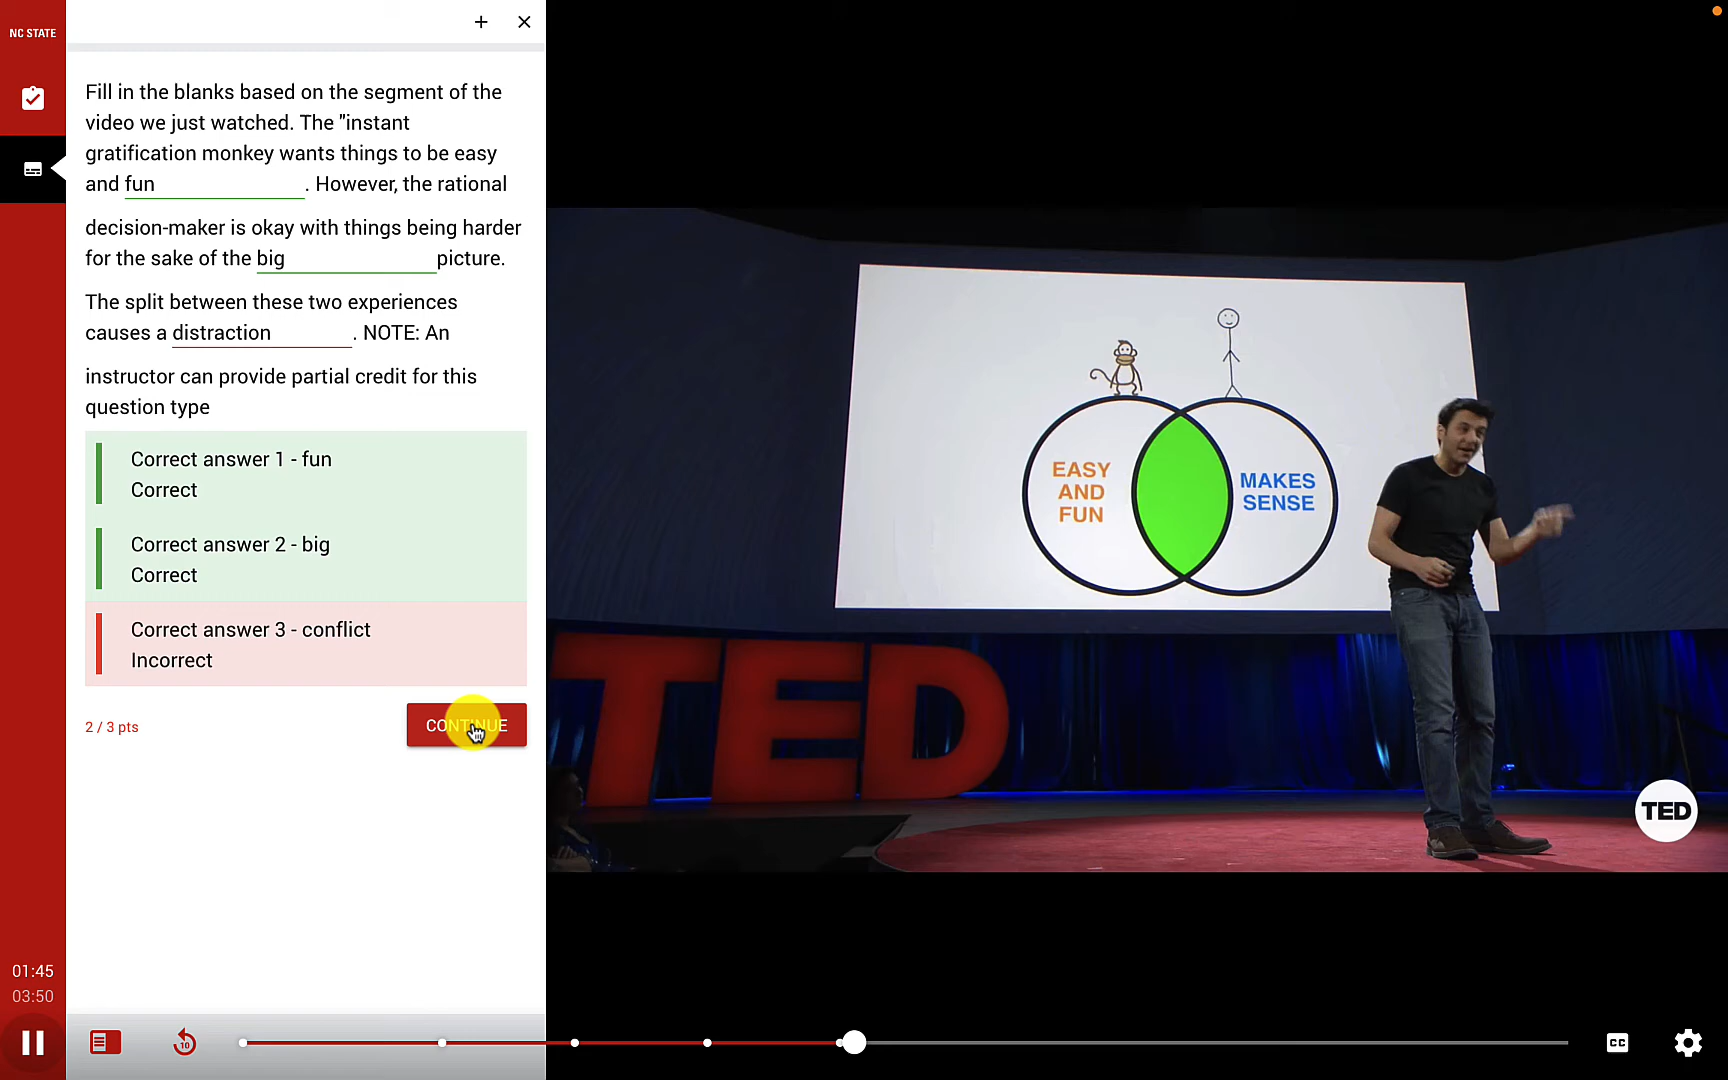 NC STATE
Fill in the blanks based on the segment of the
video we just watched. The "instant
gratification monkey wants things to be easy
and fun . However, the rational
decision-maker is okay with things being harder
for the sake of the big picture.
The split between these two experiences
causes a distraction . NOTE: An
instructor can provide partial credit for this
question type
Correct answer 1 - fun
Correct
Correct answer 2 - big
Correct
Correct answer 3 - conflict
Incorrect
2 / 3 pts
CONTINUE
01:45
03:50
10
EASY
AND
FUN
MAKES
SENSE
TED
TED
CC